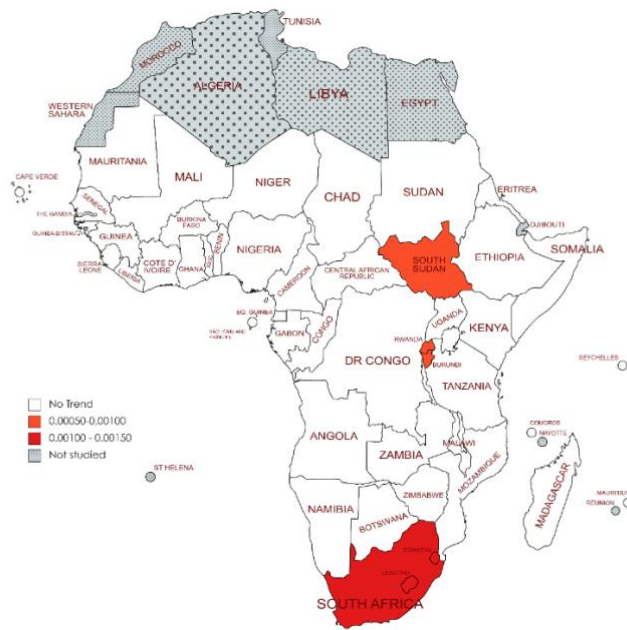 TUNISIA
MOROCCO
ALGERIA
LIBYA
EGYPT
WESTERN
SAHARA
MAURITANIA
MALI
NIGER
CHAD
SUDAN
ERITREA
CAPE VERDE
SENEGAL
THE GAMBIA
GUINEA-BISSAU
GUINEA
BURKINA
FASO
BENIN
NIGERIA
DJIBOUTI
SOMALIA
ETHIOPIA
SOUTH
SUDAN
SIERRA
LEONE
LIBERIA
COTE D'
IVOIRE
GHANA
TOGO
CAMEROON
CENTRAL AFRICAN
REPUBLIC
EQ. GUINEA
GABON
CONGO
DR CONGO
UGANDA
KENYA
RWANDA
BURUNDI
TANZANIA
SEYCHELLES
No Trend
0.00050-0.00100
0.00100 - 0.00150
Not studied
ST HELENA
ANGOLA
ZAMBIA
MALAWI
MOZAMBIQUE
COMOROS
MAYOTTE
MADAGASCAR
MAURITIUS
REUNION
ZIMBABWE
NAMIBIA
BOTSWANA
LESOTHO
SOUTH AFRICA